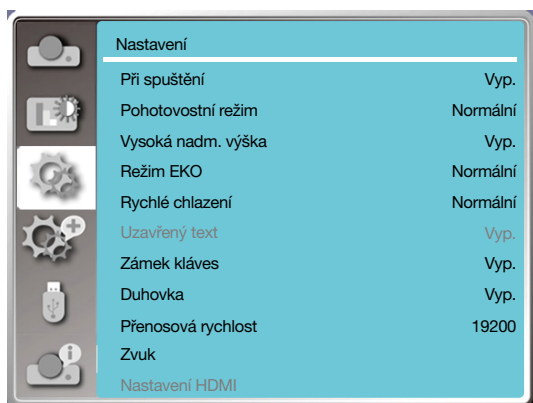 Nastavení
Při spuštění Vyp.
Pohotovostní režim Normální
Vysoká nadm. výška Vyp.
Režim EKO Normální
Rychlé chlazení Normální
Uzavřený text Vyp.
Zámek kláves Vyp.
Duhovka Vyp.
Přenosová rychlost 19200
Zvuk
Nastavení HDMI